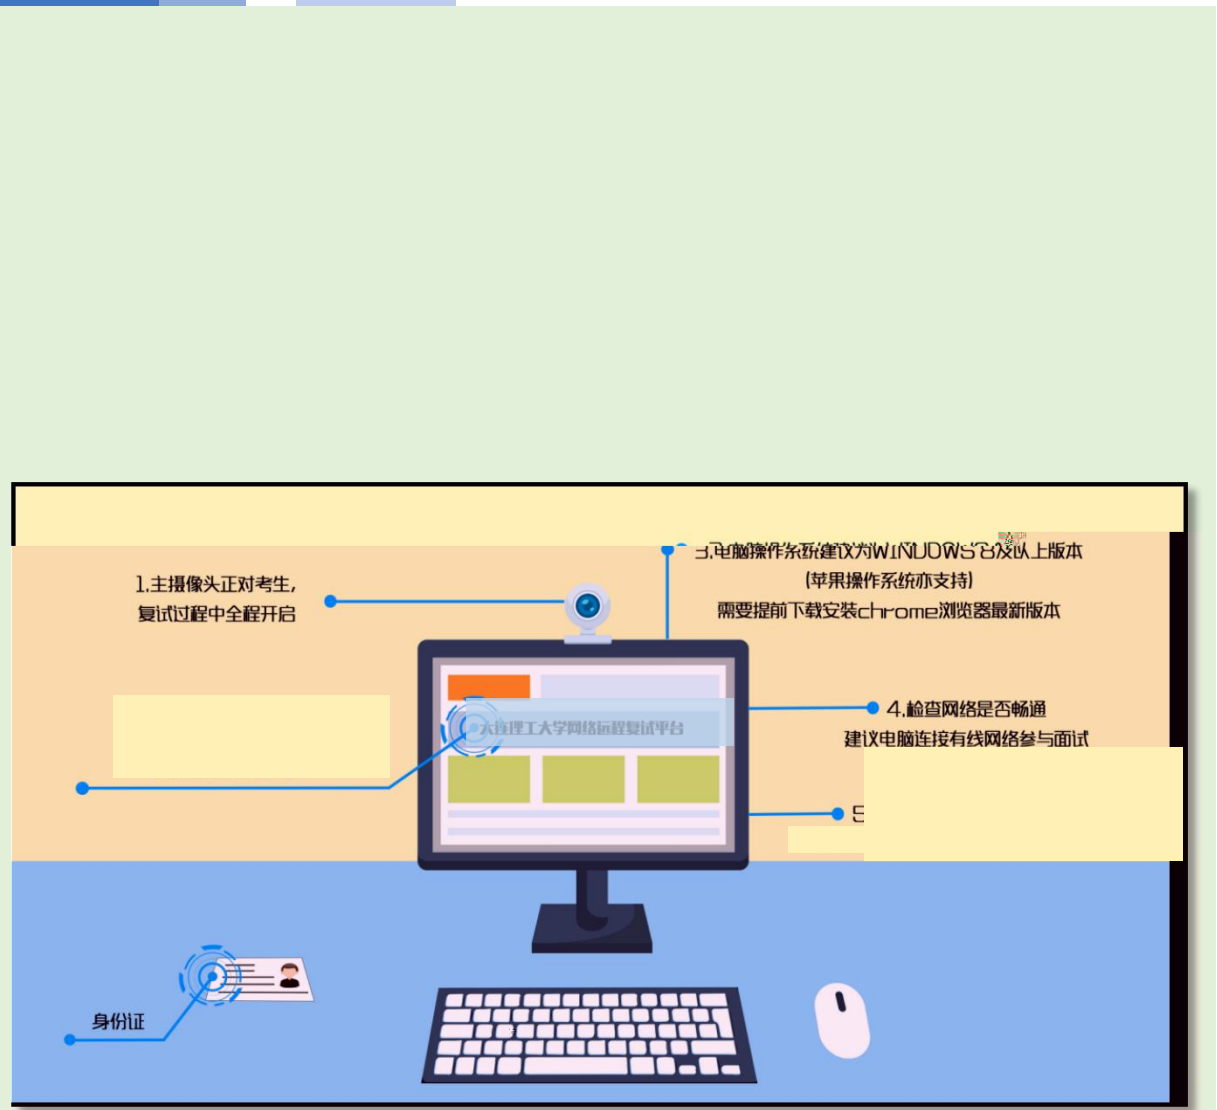 3.电脑操作系统建议为WINDOWS 8及以上版本
(苹果操作系统亦支持)
需要提前下载安装chrome浏览器最新版本
1.主摄像头正对考生,
复试过程中全程开启
4.检查网络是否畅通
建议电脑连接有线网络参与面试
大连理工大学网络远程复试平台
5
身份证